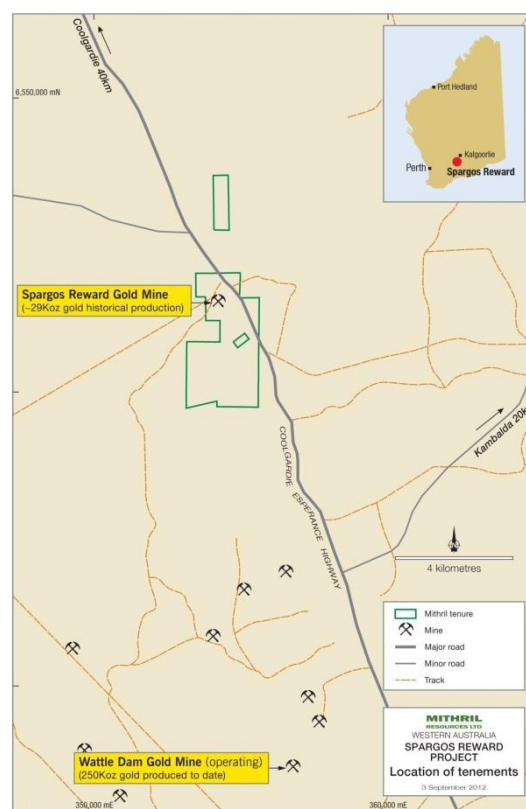 Coolgardie 40km
6,550,000 mN
Port Hedland
Kalgoorlie
Perth
Spargos Reward
Spargos Reward Gold Mine
(~29Koz gold historical production)
COOLGARDIE ESPERANCE HIGHWAY
Kambalda 20k
4 kilometres
Mithril tenure
Mine
Major road
Minor road
Track
MITHRIL
RESOURCES LTD
WESTERN AUSTRALIA
SPARGOS REWARD
PROJECT
Location of tenements
3 September 2012
Wattle Dam Gold Mine (operating)
(250Koz gold produced to date)
350,000 mE
360,000 mE